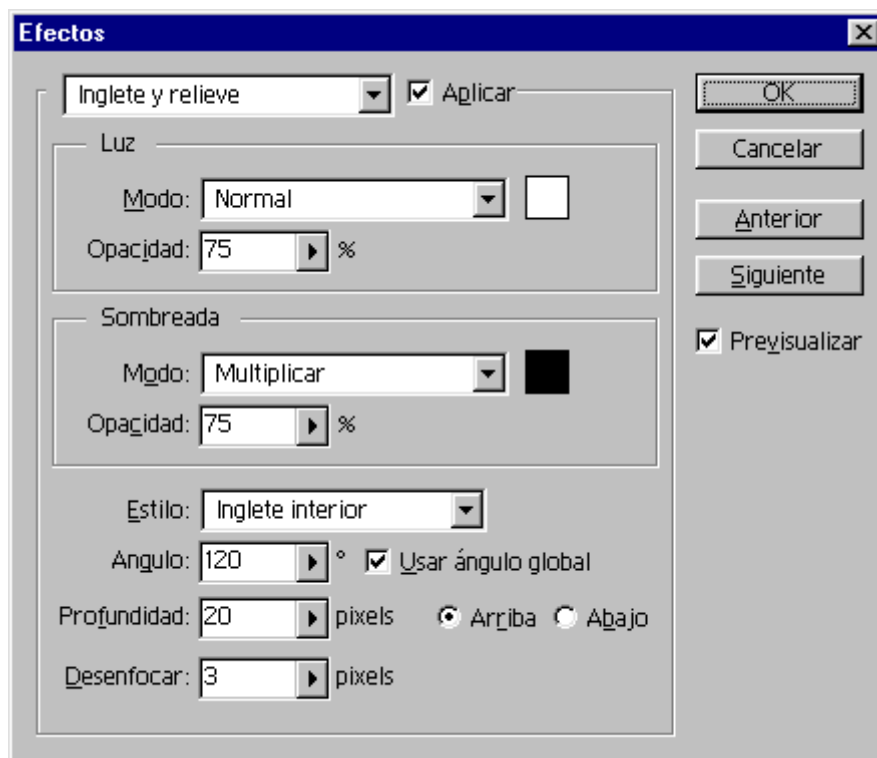 Efectos
Inglete y relieve Aplicar
OK
Luz
Cancelar
Modo: Normal
Anterior
Opacidad: 75 %
Siguiente
Sombreada
Previsualizar
Modo: Multiplicar
Opacidad: 75 %
Estilo: Inglete interior
Angulo: 120 ° Usar ángulo global
Profundidad: 20 pixels Arriba Abajo
Desenfocar: 3 pixels